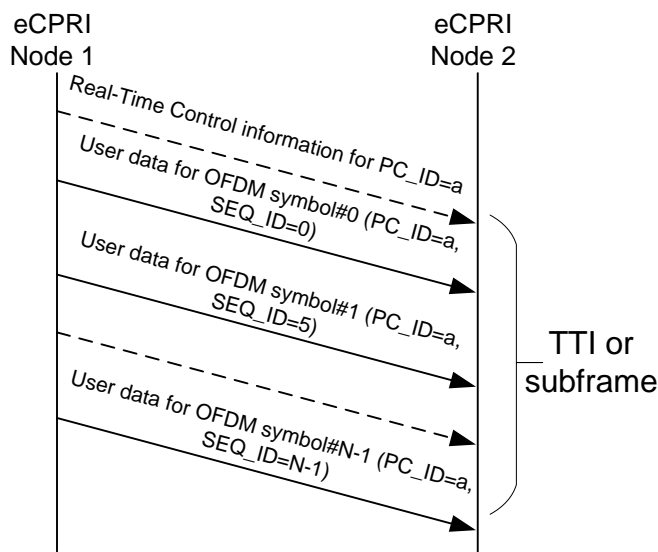 eCPRI
Node 1
eCPRI
Node 2
Real-Time Control information for PC_ID=a
User data for OFDM symbol#0 (PC_ID=a,
SEQ_ID=0)
User data for OFDM symbol#1 (PC_ID=a,
SEQ_ID=5)
User data for OFDM symbol#N-1 (PC_ID=a,
SEQ_ID=N-1)
TTI or
subframe